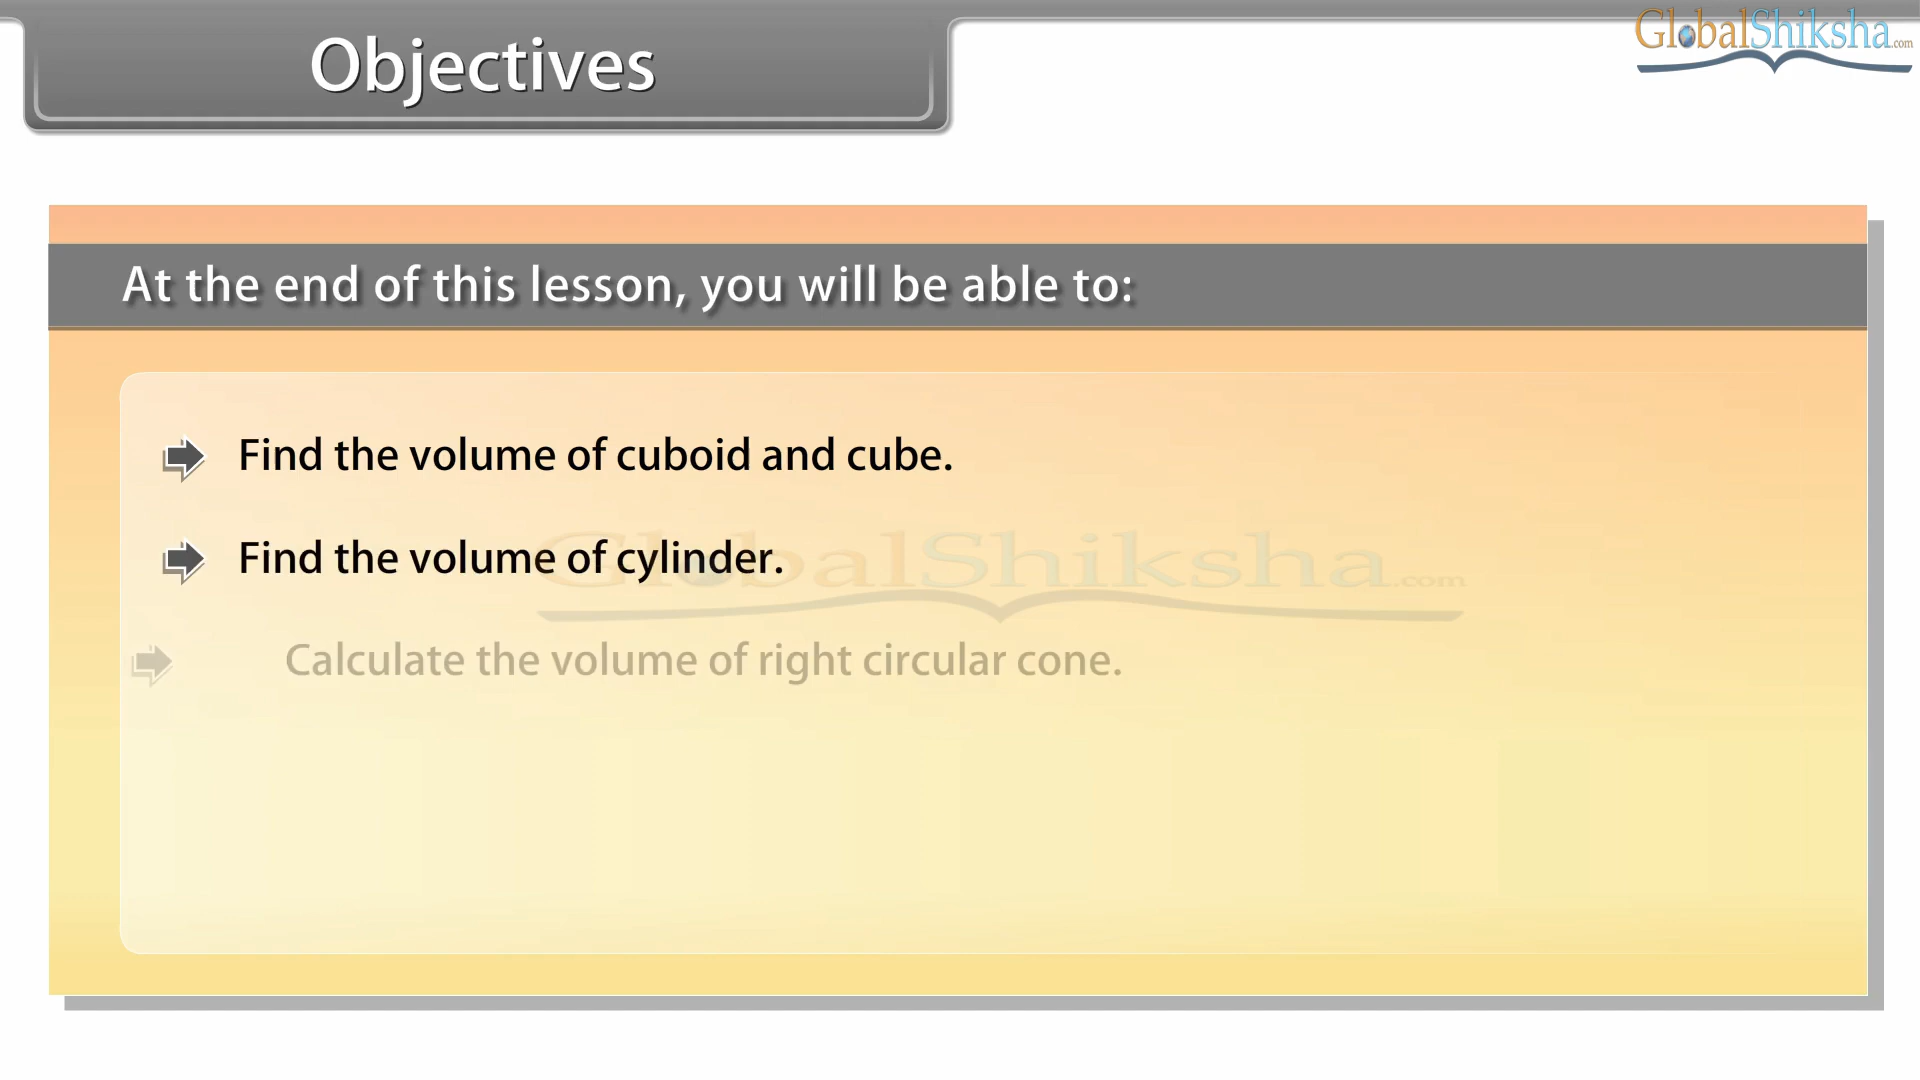 Objectives
GlobalShiksha.com
At the end of this lesson, you will be able to:
Find the volume of cuboid and cube.
Find the volume of cylinder.
GlobalShiksha.com
Calculate the volume of right circular cone.